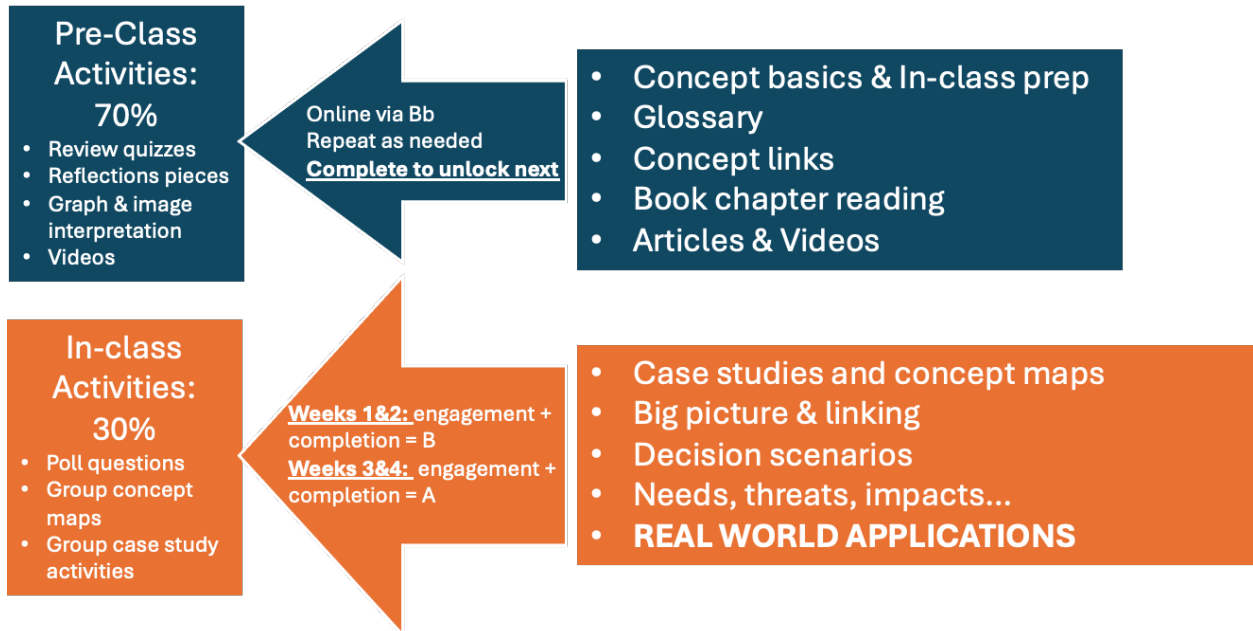 Pre-Class
Activities:
70%
• Review quizzes
• Reflections pieces
• Graph & image
interpretation
• Videos
Online via Bb
Repeat as needed
Complete to unlock next
• Concept basics & In-class prep
• Glossary
• Concept links
• Book chapter reading
• Articles & Videos
In-class
Activities:
30%
• Poll questions
• Group concept
maps
• Group case study
activities
Weeks 1&2: engagement +
completion = B
Weeks 3&4: engagement +
completion = A
• Case studies and concept maps
• Big picture & linking
• Decision scenarios
• Needs, threats, impacts...
• REAL WORLD APPLICATIONS